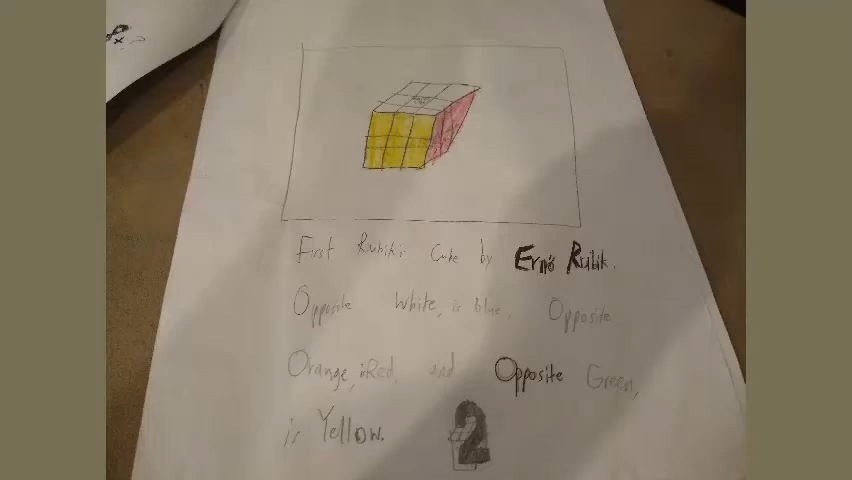 First Rubik's Cube by Ernő Rubik.
Opposite White, is blue, Opposite
Orange, is Red, and Opposite Green,
is Yellow.
2